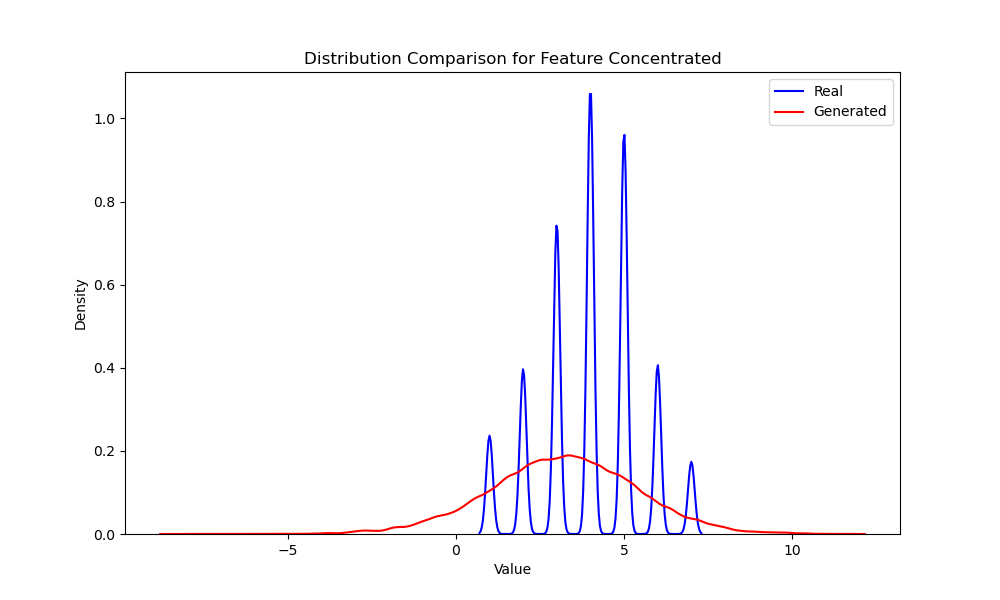 Distribution Comparison for Feature Concentrated
Real
Generated
1.0
0.8
0.6
0.4
0.2
0.0
Density
−5
0
5
10
Value